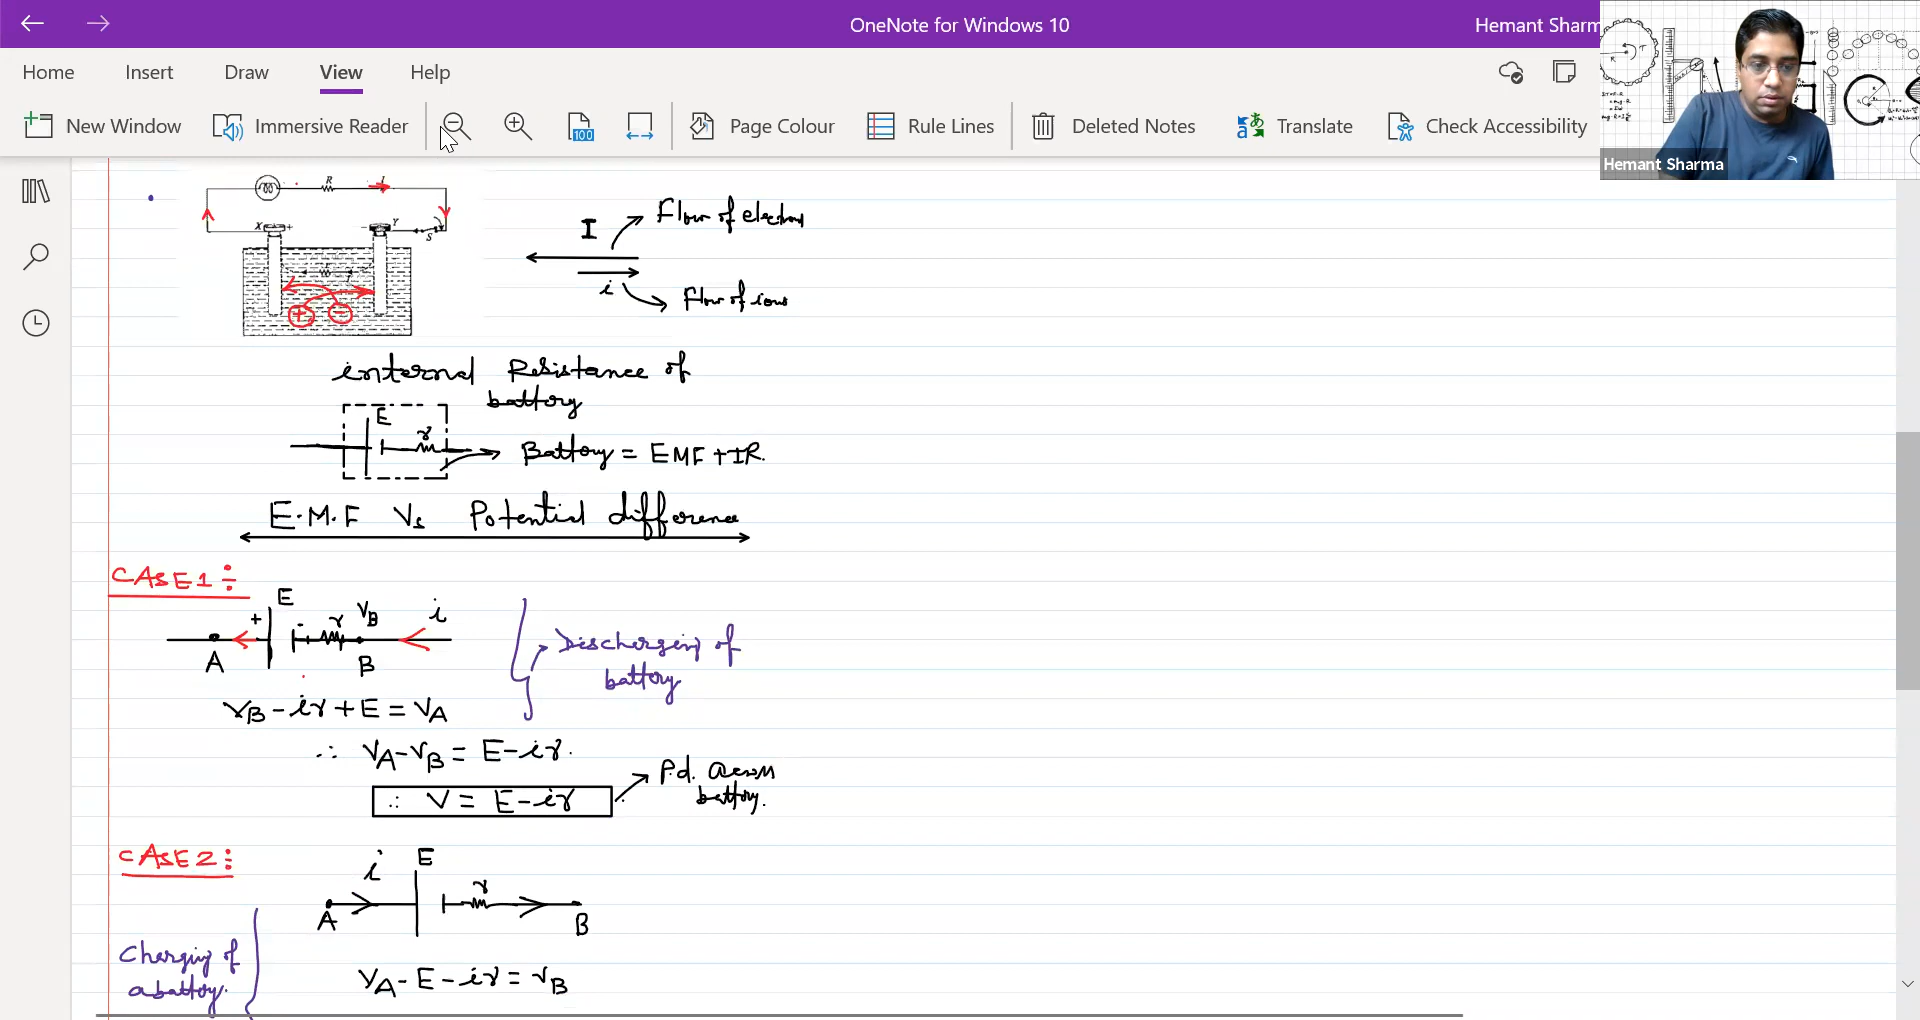 OneNote for Windows 10
Hemant Sharm
Home Insert Draw View Help
New Window Immersive Reader 100 Page Colour Rule Lines Deleted Notes Translate Check Accessibility
Hemant Sharma
R I
X + - Y S
I Flow of electron
i Flow of ions
internal Resistance of
battery
E r Battery = EMF + IR.
E.M.F Vs Potential difference
CASE 1:
E + - r VB i
A B
Discharging of
battery
VB - ir + E = VA
∴ VA - VB = E - ir.
∴ V = E - ir
P.d. across
battery.
CASE 2:
i E r
A B
Charging of
a battery.
VA - E - ir = VB